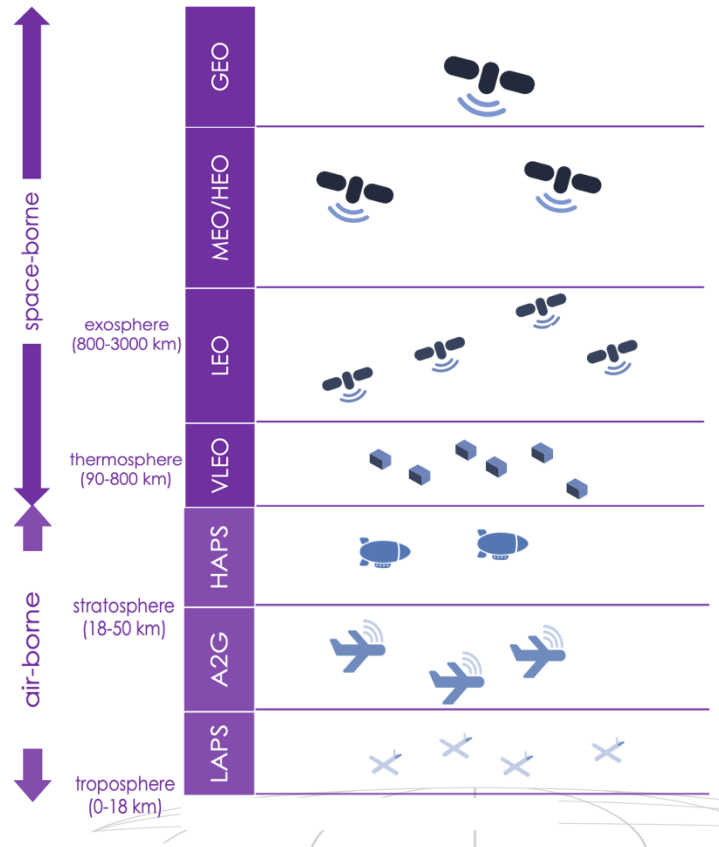 GEO
MEO/HEO
space-borne
exosphere
(800-3000 km)
LEO
thermosphere
(90-800 km)
VLEO
HAPS
air-borne
stratosphere
(18-50 km)
A2G
LAPS
troposphere
(0-18 km)